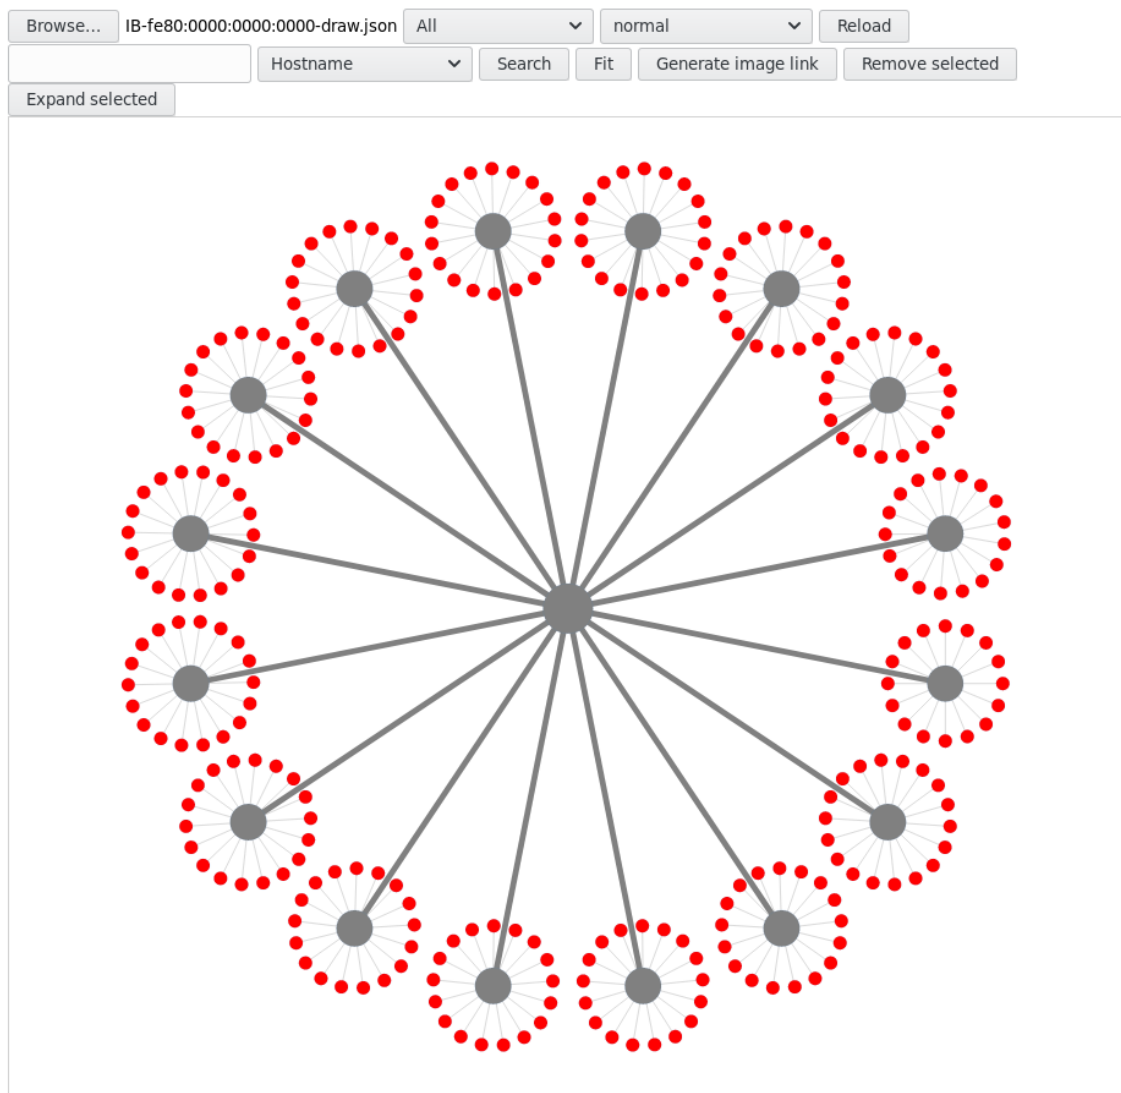 Browse... IB-fe80:0000:0000:0000-draw.json All normal Reload
Hostname Search Fit Generate image link Remove selected
Expand selected